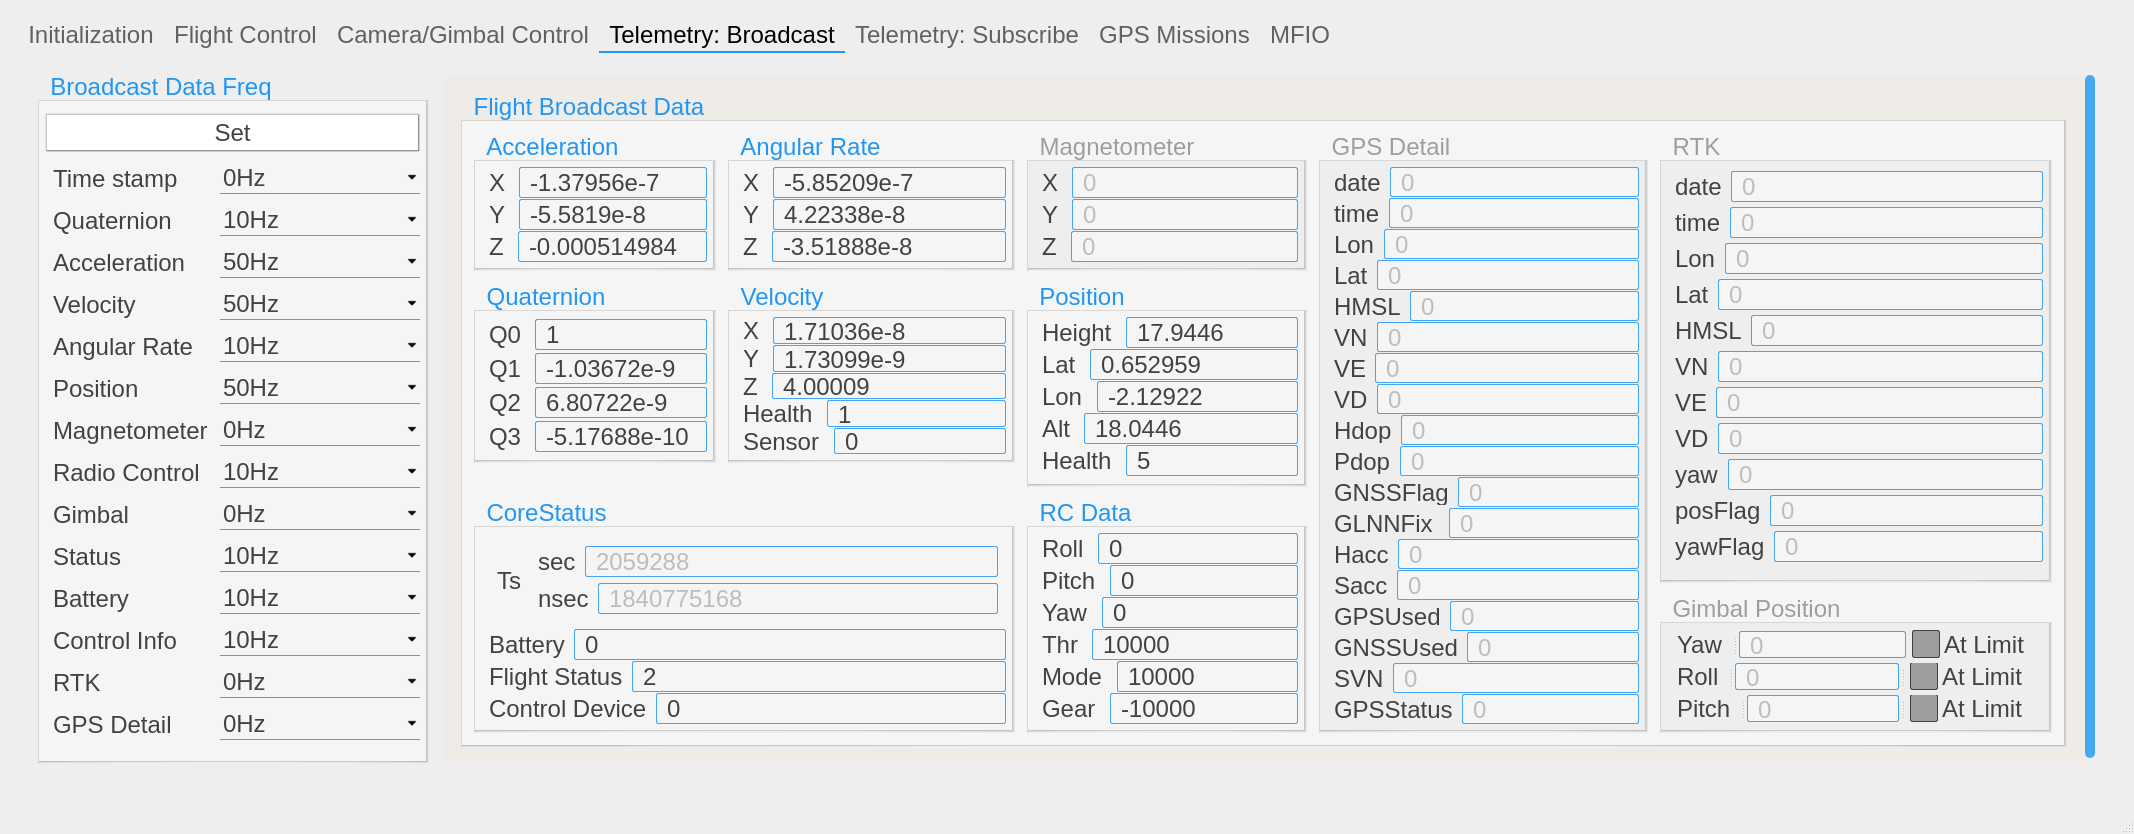 Initialization Flight Control Camera/Gimbal Control Telemetry: Broadcast Telemetry: Subscribe GPS Missions MFIO
Broadcast Data Freq
Set
Time stamp 0Hz
Quaternion 10Hz
Acceleration 50Hz
Velocity 50Hz
Angular Rate 10Hz
Position 50Hz
Magnetometer 0Hz
Radio Control 10Hz
Gimbal 0Hz
Status 10Hz
Battery 10Hz
Control Info 10Hz
RTK 0Hz
GPS Detail 0Hz
Flight Broadcast Data
Acceleration
X -1.37956e-7
Y -5.5819e-8
Z -0.000514984
Angular Rate
X -5.85209e-7
Y 4.22338e-8
Z -3.51888e-8
Magnetometer
X 0
Y 0
Z 0
Quaternion
Q0 1
Q1 -1.03672e-9
Q2 6.80722e-9
Q3 -5.17688e-10
Velocity
X 1.71036e-8
Y 1.73099e-9
Z 4.00009
Health 1
Sensor 0
Position
Height 17.9446
Lat 0.652959
Lon -2.12922
Alt 18.0446
Health 5
CoreStatus
Ts
sec 2059288
nsec 1840775168
Battery 0
Flight Status 2
Control Device 0
RC Data
Roll 0
Pitch 0
Yaw 0
Thr 10000
Mode 10000
Gear -10000
GPS Detail
date 0
time 0
Lon 0
Lat 0
HMSL 0
VN 0
VE 0
VD 0
Hdop 0
Pdop 0
GNSSFlag 0
GLNNFix 0
Hacc 0
Sacc 0
GPSUsed 0
GNSSUsed 0
SVN 0
GPSStatus 0
RTK
date 0
time 0
Lon 0
Lat 0
HMSL 0
VN 0
VE 0
VD 0
yaw 0
posFlag 0
yawFlag 0
Gimbal Position
Yaw 0 At Limit
Roll 0 At Limit
Pitch 0 At Limit